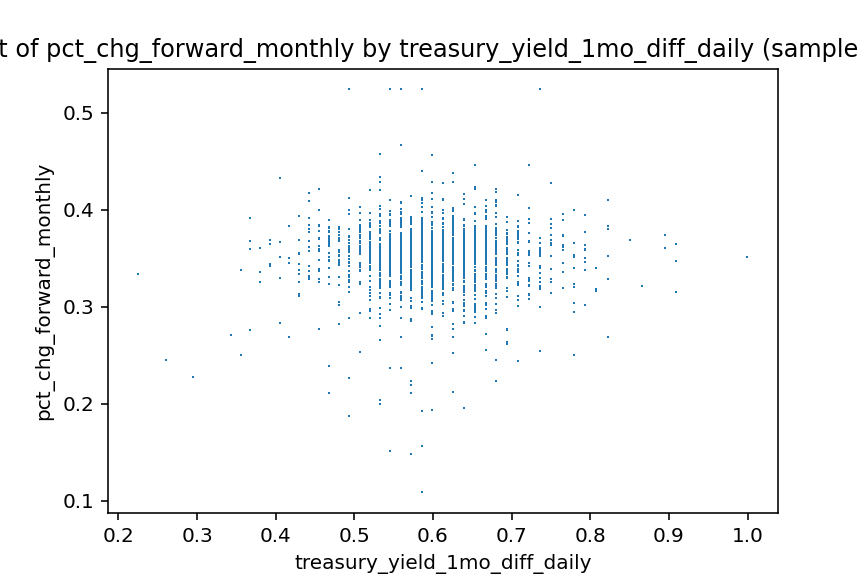 t of pct_chg_forward_monthly by treasury_yield_1mo_diff_daily (sample
0.5
0.4
0.3
0.2
0.1
pct_chg_forward_monthly
0.2 0.3 0.4 0.5 0.6 0.7 0.8 0.9 1.0
treasury_yield_1mo_diff_daily